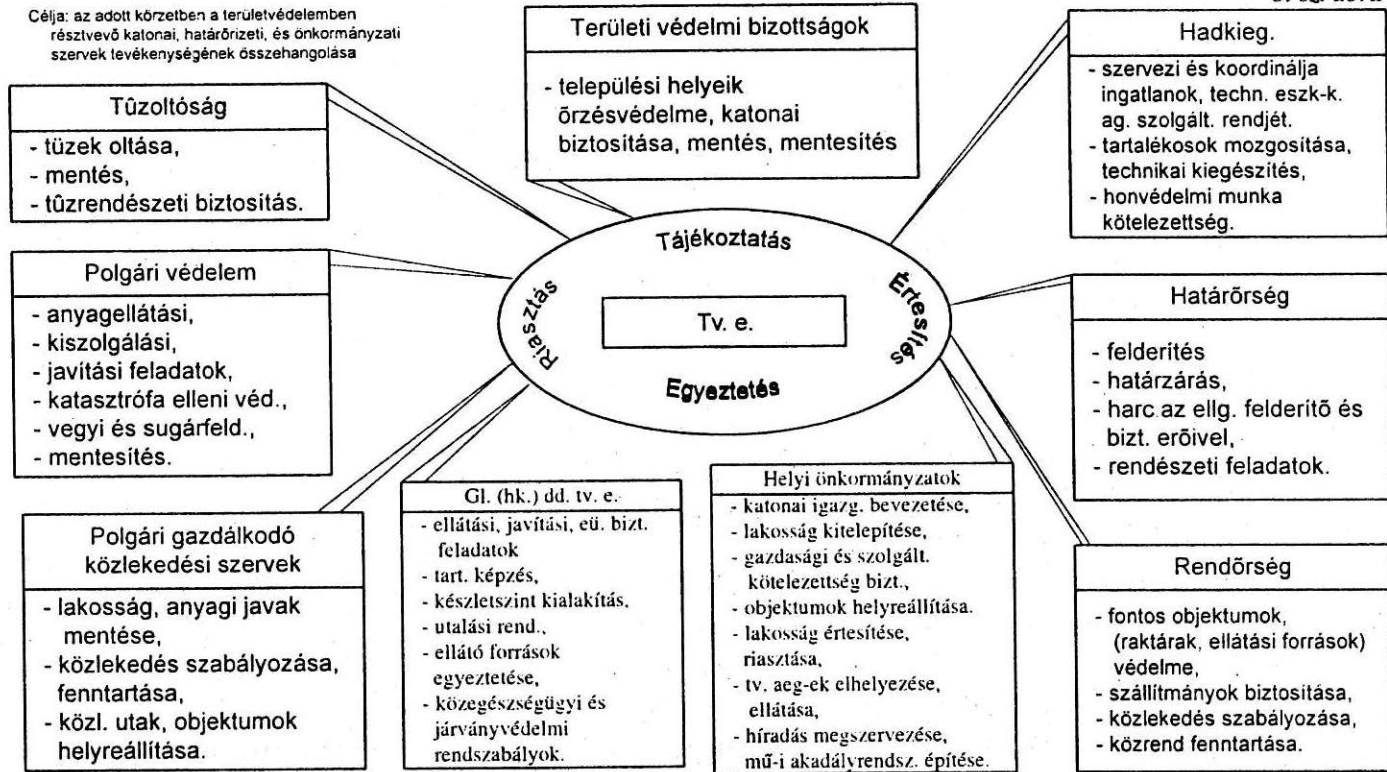 Célja: az adott körzetben a területvédelemben
résztvevő katonai, határőrizeti, és önkormányzati
szervek tevékenységének összehangolása
Tûzoltóság
- tüzek oltása,
- mentés,
- tûzrendészeti biztosítás.
Területi védelmi bizottságok
- települési helyeik
õrzésvédelme, katonai
biztosítása, mentés, mentesítés
Hadkieg.
- szervezi és koordinálja
ingatlanok, techn. eszk-k.
ag. szolgált. rendjét.
- tartalékosok mozgosítása,
technikai kiegészítés,
- honvédelmi munka
kötelezettség.
Polgári védelem
- anyagellátási,
- kiszolgálási,
- javítási feladatok,
- katasztrófa elleni véd.,
- vegyi és sugárfeld.,
- mentesítés.
Tájékoztatás
Riasztás
Tv. e.
Értesítés
Egyeztetés
Határõrség
- felderítés
- határzárás,
- harc az ellg. felderítõ és
bizt. erõivel,
- rendészeti feladatok.
Polgári gazdálkodó
közlekedési szervek
- lakosság, anyagi javak
mentése,
- közlekedés szabályozása,
fenntartása,
- közl. utak, objektumok
helyreállítása.
Gl. (hk.) dd. tv. e.
- ellátási, javítási, eü. bizt.
feladatok
- tart. képzés,
- készletszint kialakítás.
- utalási rend.,
- ellátó források
egyeztetése,
- közegészségügyi és
járványvédelmi
rendszabályok.
Helyi önkormányzatok
- katonai igazg. bevezetése,
- lakosság kitelepítése,
- gazdasági és szolgált.
kötelezettség bizt.,
- objektumok helyreállítása.
- lakosság értesítése,
riasztása,
- tv. aeg-ek elhelyezése,
ellátása,
- híradás megszervezése,
mű-i akadályrendsz. építése.
Rendõrség
- fontos objektumok,
(raktárak, ellátási források)
védelme,
- szállítmányok biztosítása,
- közlekedés szabályozása,
- közrend fenntartása.